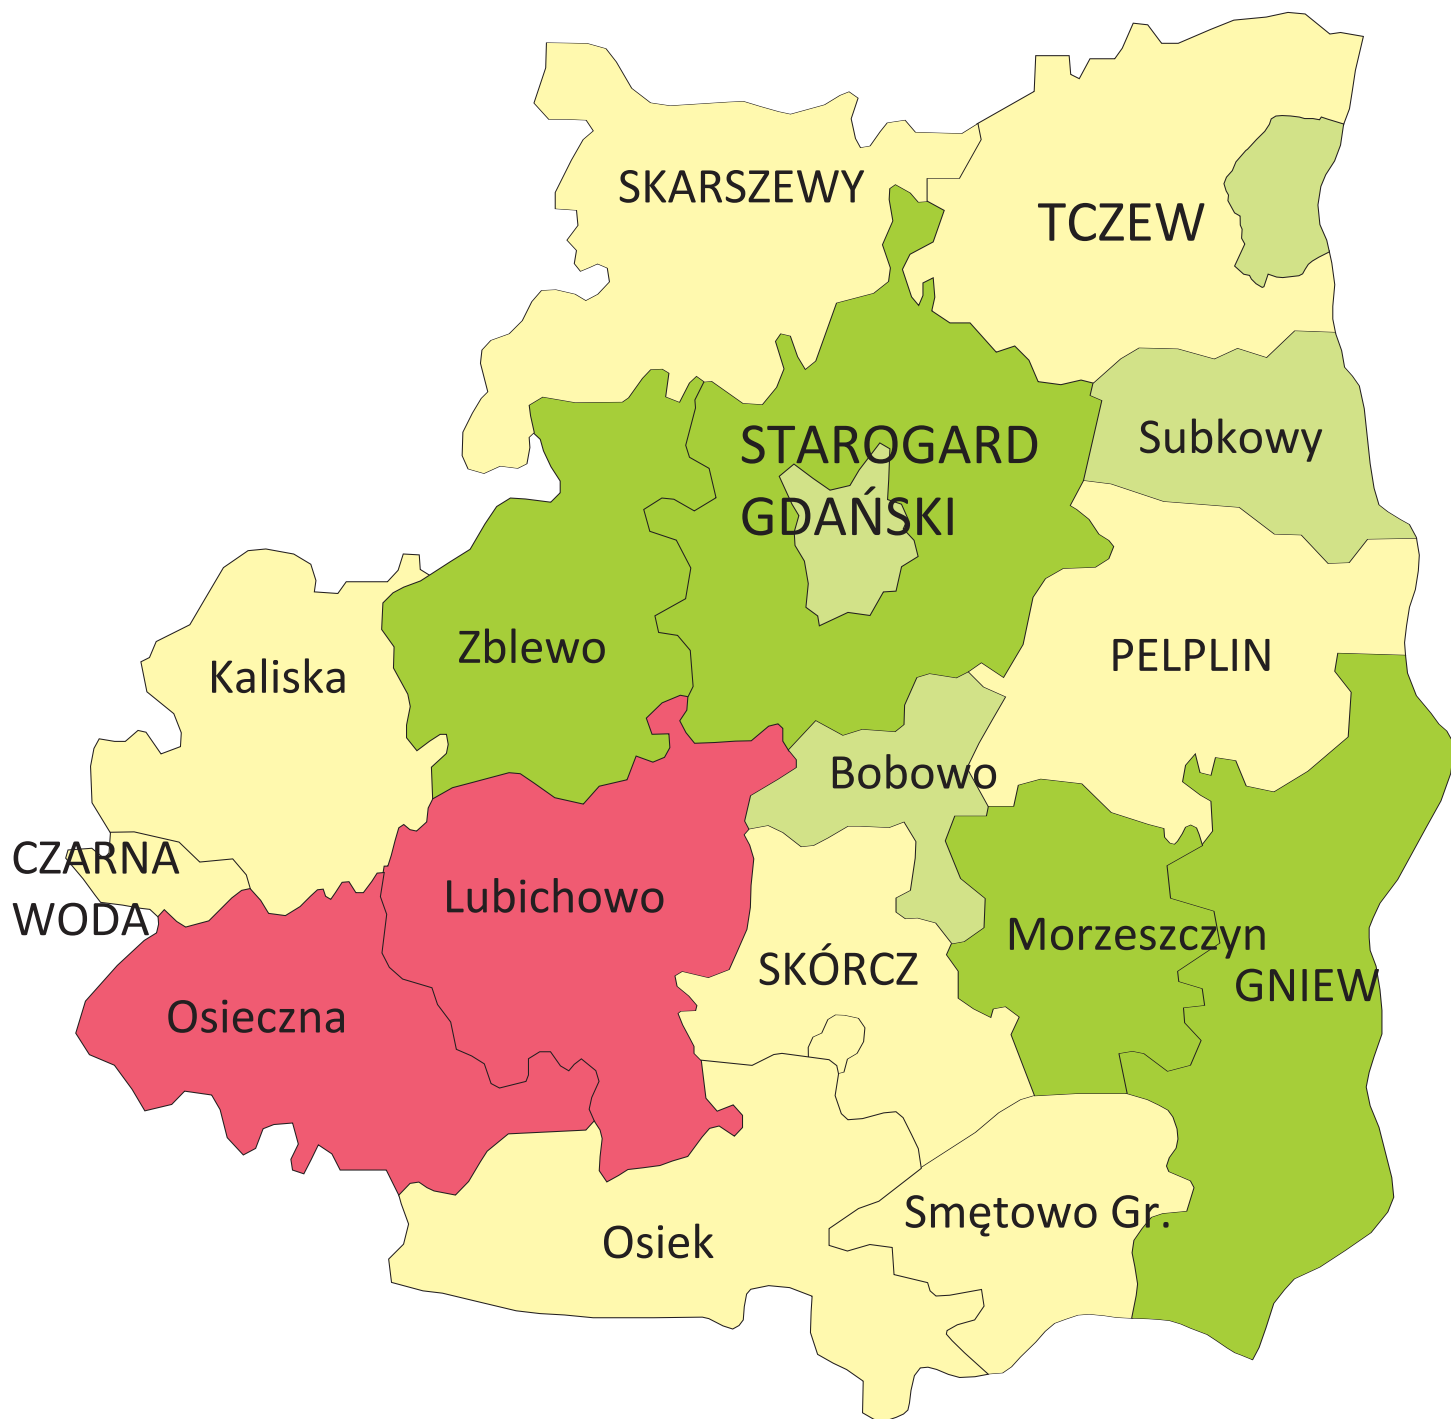 SKARSZEWY
TCZEW
STAROGARD
GDAŃSKI
Subkowy
Zblewo
Kaliska
PELPLIN
Bobowo
CZARNA
WODA
Lubichowo
Morzeszczyn
SKÓRCZ
GNIEW
Osieczna
Smętowo Gr.
Osiek